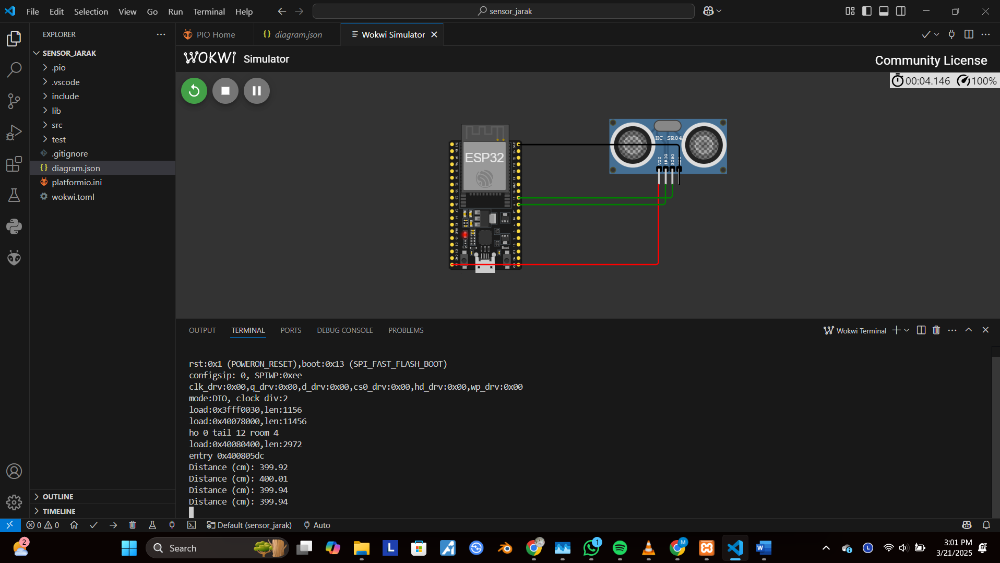 File Edit Selection View Go Run Terminal Help
sensor_jarak
EXPLORER
SENSOR_JARAK
.pio
.vscode
include
lib
src
test
.gitignore
diagram.json
platformio.ini
wokwi.toml
OUTLINE
TIMELINE
PIO Home
diagram.json
Wokwi Simulator
WOKWi Simulator
Community License
00:04.146 100%
ESP32
EN
Boot
HC-SR04
VCC
TRIG
ECHO
OUTPUT TERMINAL PORTS DEBUG CONSOLE PROBLEMS
Wokwi Terminal
rst:0x1 (POWERON_RESET),boot:0x13 (SPI_FAST_FLASH_BOOT)
configsip: 0, SPIWP:0xee
clk_drv:0x00,q_drv:0x00,d_drv:0x00,cs0_drv:0x00,hd_drv:0x00,wp_drv:0x00
mode:DIO, clock div:2
load:0x3fff0030,len:1156
load:0x40078000,len:11456
ho 0 tail 12 room 4
load:0x40080400,len:2972
entry 0x400805dc
Distance (cm): 399.92
Distance (cm): 400.01
Distance (cm): 399.94
Distance (cm): 399.94
0 0 Default (sensor_jarak) Auto
2
Search
L
1
M
W
L
3:01 PM
3/21/2025